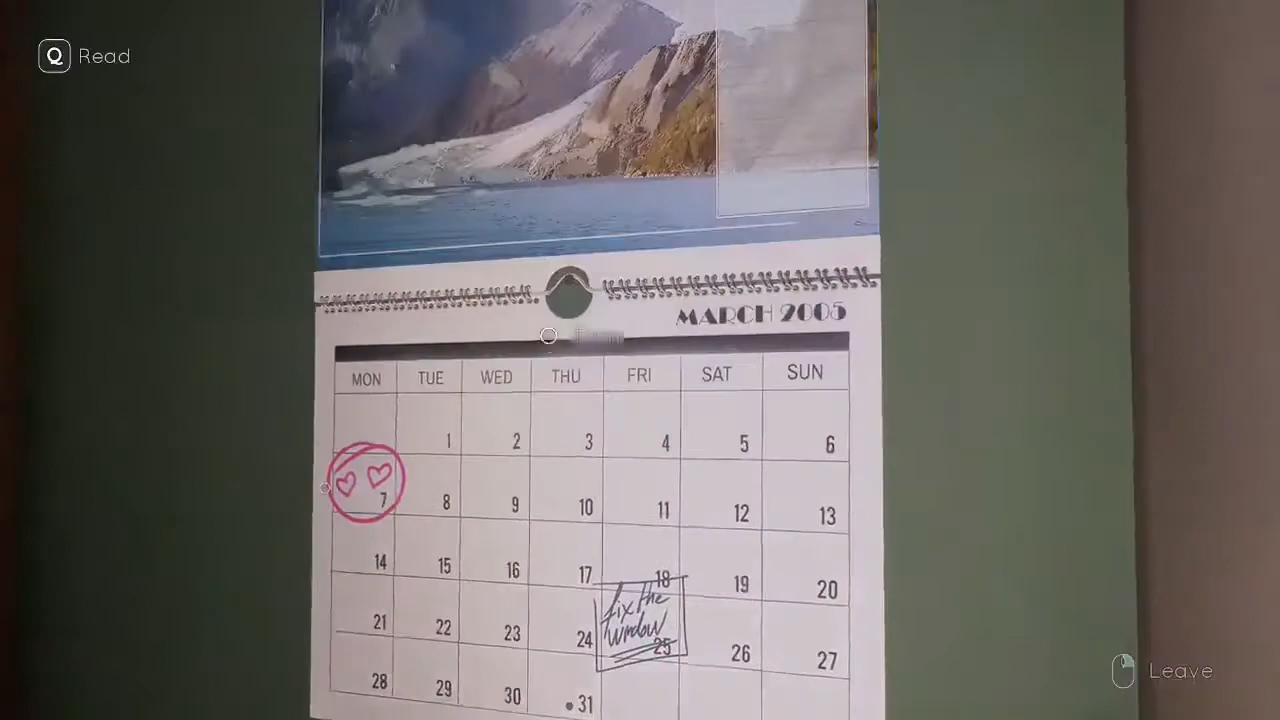 Q Read
MARCH 2005
MON TUE WED THU FRI SAT SUN
1 2 3 4 5 6
7 8 9 10 11 12 13
14 15 16 17 18 19 20
fix the
window
21 22 23 24 25 26 27
28 29 30 31
Leave